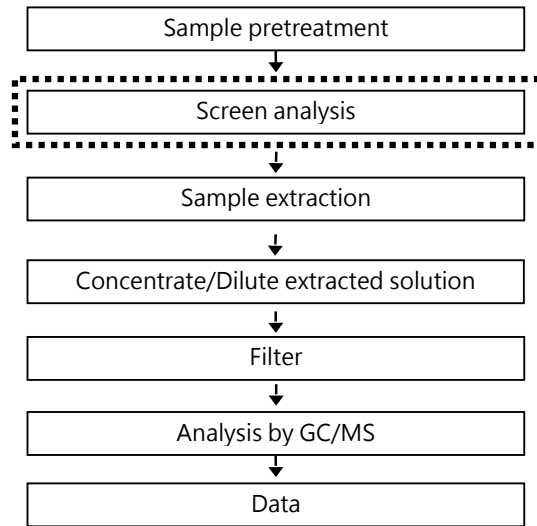 Sample pretreatment
Screen analysis
Sample extraction
Concentrate/Dilute extracted solution
Filter
Analysis by GC/MS
Data